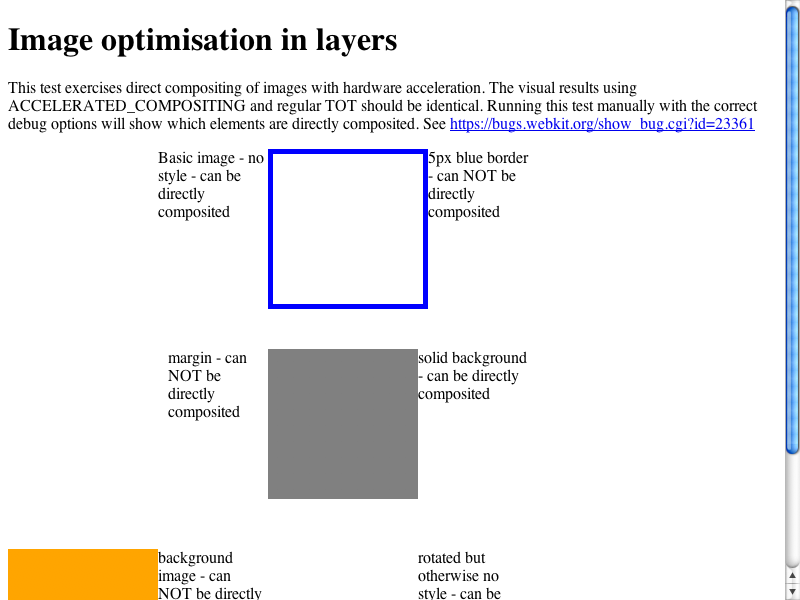 Image optimisation in layers
This test exercises direct compositing of images with hardware acceleration. The visual results using
ACCELERATED_COMPOSITING and regular TOT should be identical. Running this test manually with the correct
debug options will show which elements are directly composited. See https://bugs.webkit.org/show_bug.cgi?id=23361
Basic image - no
style - can be
directly
composited
5px blue border
- can NOT be
directly
composited
margin - can
NOT be
directly
composited
solid background
- can be directly
composited
background
image - can
NOT be directly
rotated but
otherwise no
style - can be